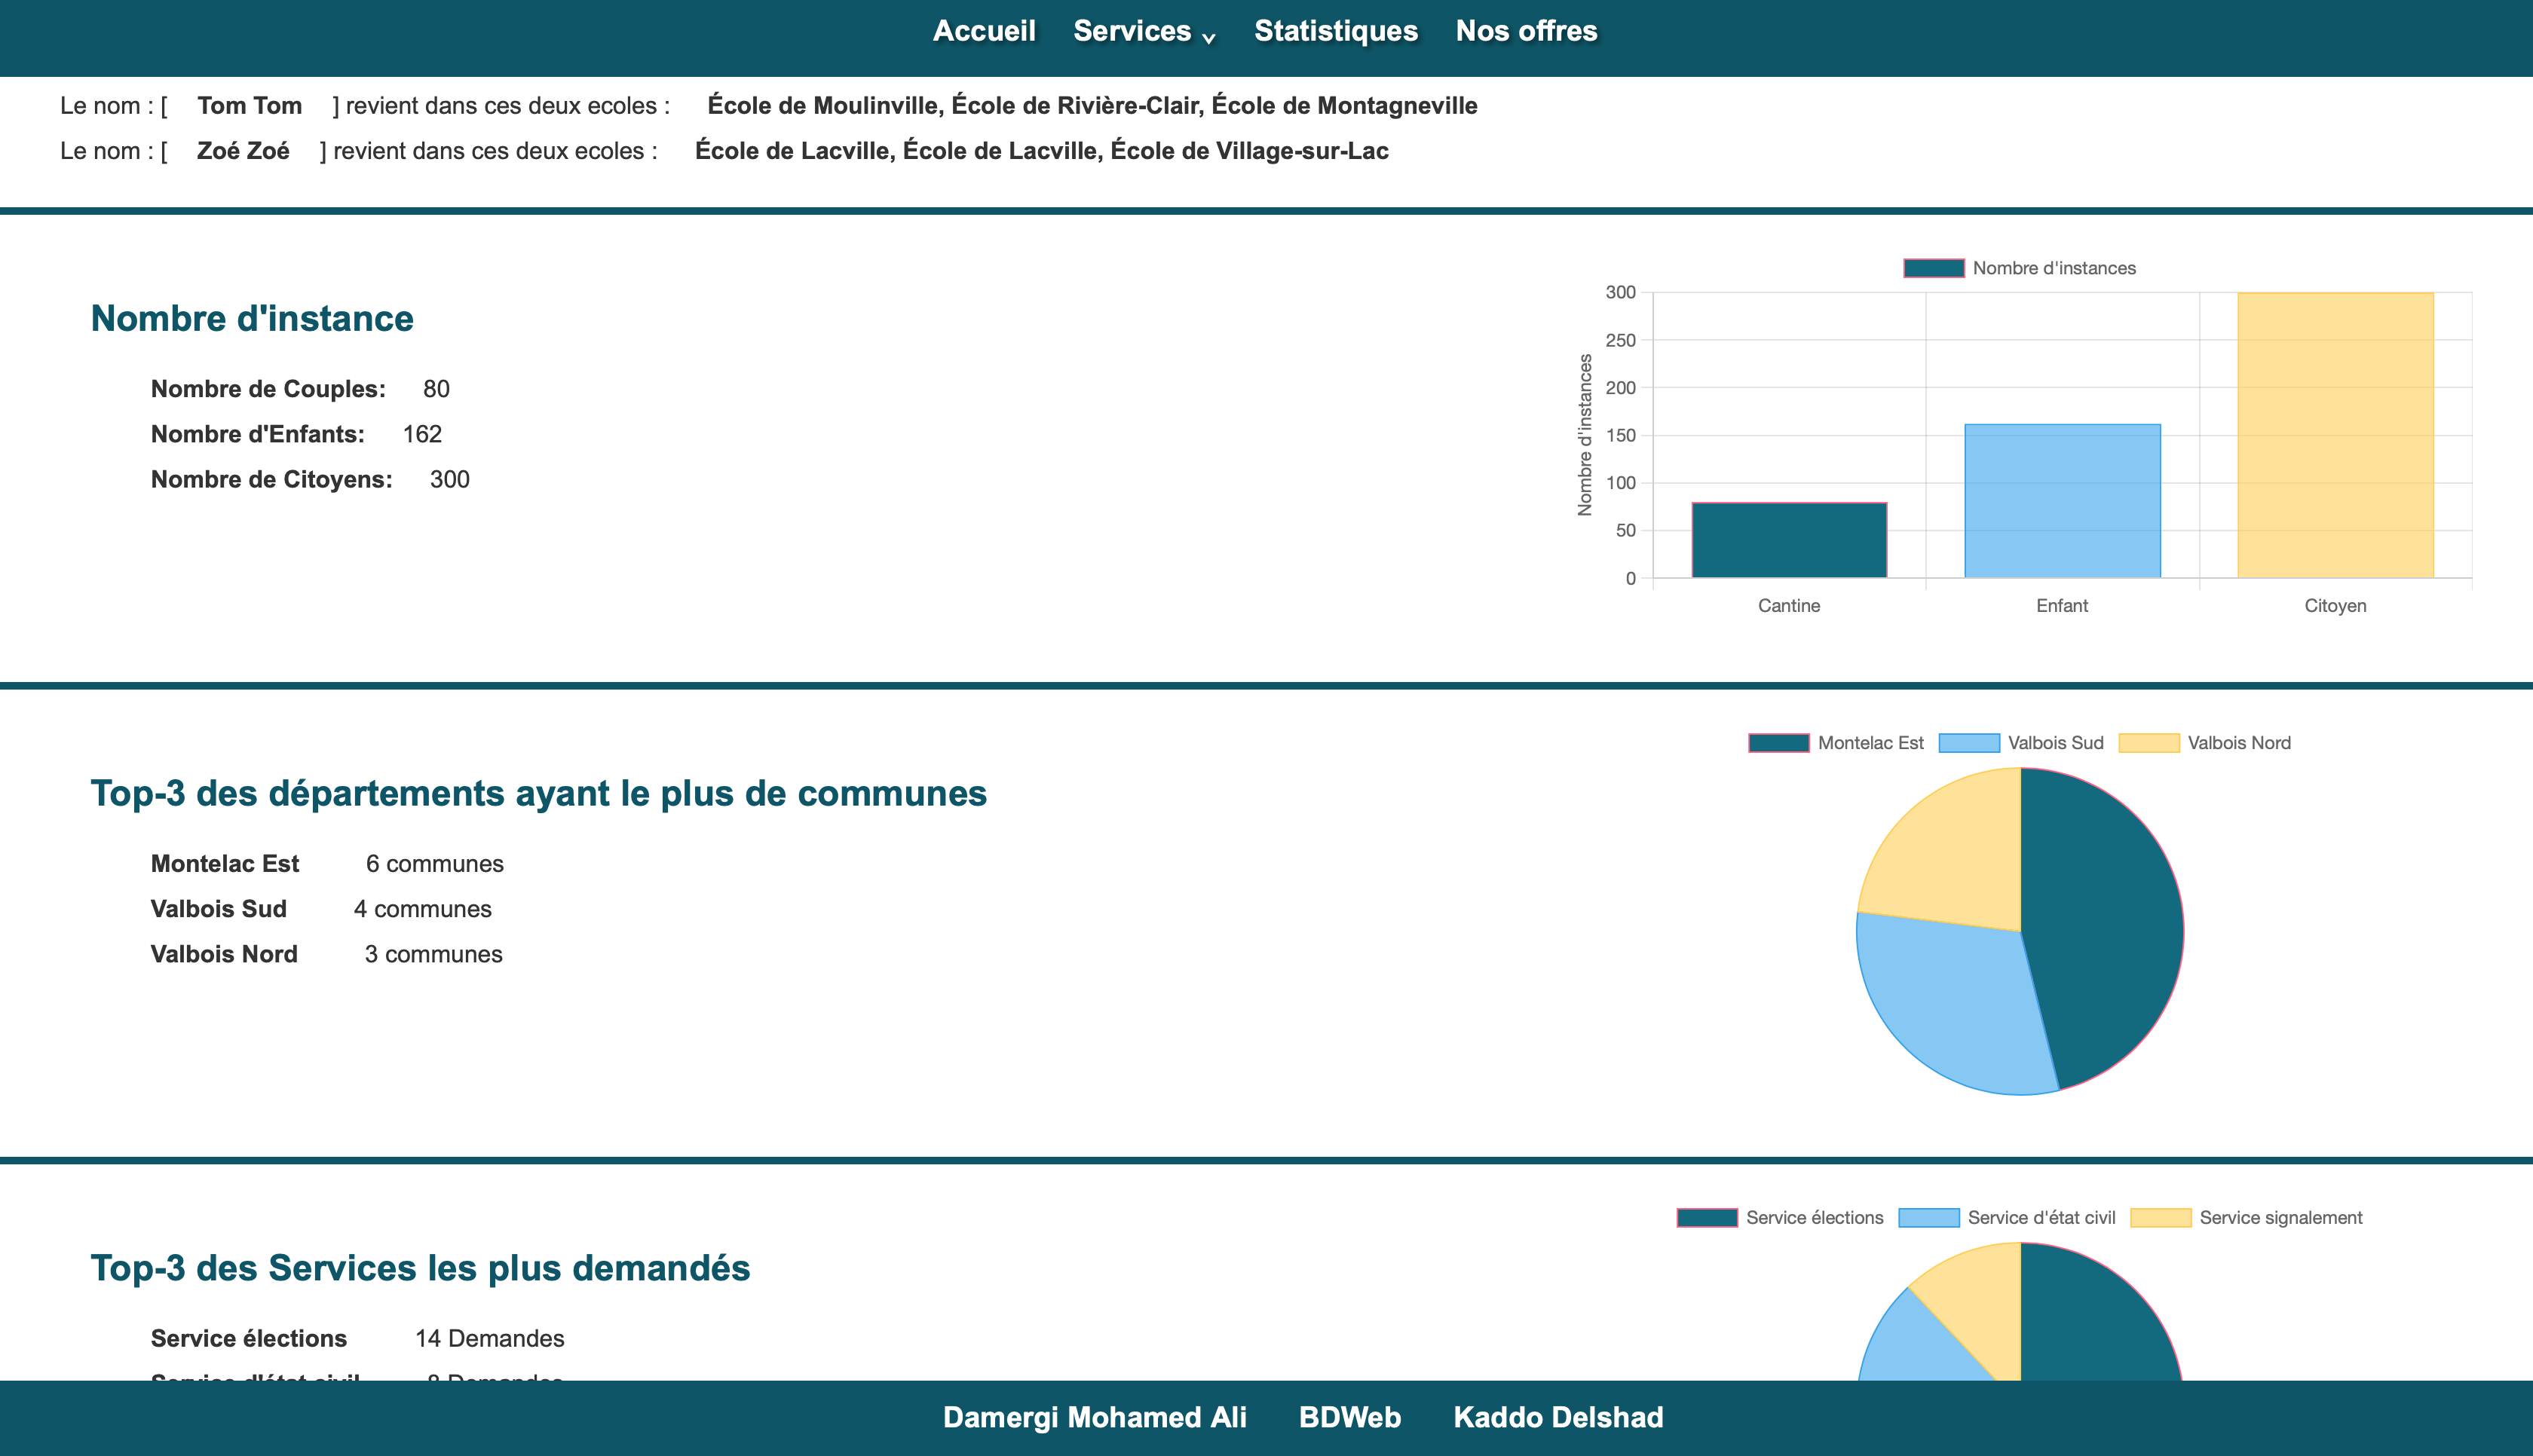 Accueil Services Statistiques Nos offres
Le nom : [ Tom Tom ] revient dans ces deux ecoles : École de Moulinville, École de Rivière-Clair, École de Montagneville
Le nom : [ Zoé Zoé ] revient dans ces deux ecoles : École de Lacville, École de Lacville, École de Village-sur-Lac
Nombre d'instance
Nombre de Couples: 80
Nombre d'Enfants: 162
Nombre de Citoyens: 300
Nombre d'instances
Nombre d'instances
300
250
200
150
100
50
0
Cantine Enfant Citoyen
Top-3 des départements ayant le plus de communes
Montelac Est 6 communes
Valbois Sud 4 communes
Valbois Nord 3 communes
Montelac Est Valbois Sud Valbois Nord
Top-3 des Services les plus demandés
Service élections 14 Demandes
Service d'état civil 8 Demandes
Service élections Service d'état civil Service signalement
Damergi Mohamed Ali BDWeb Kaddo Delshad